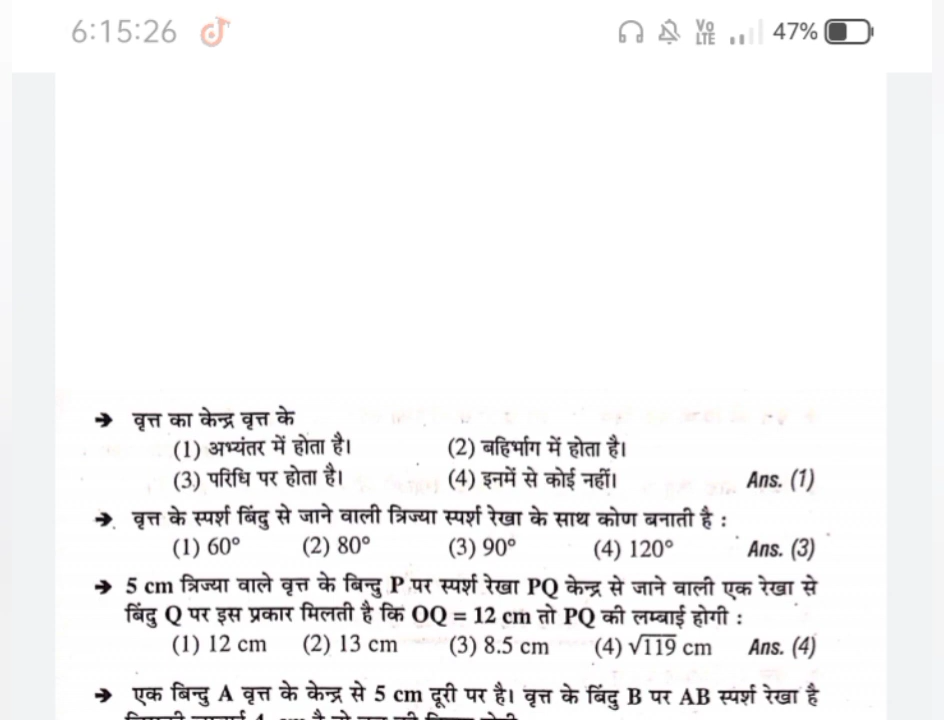 6:15:26 Vo LTE 47%
→ वृत्त का केन्द्र वृत्त के
(1) अभ्यंतर में होता है। (2) बहिर्भाग में होता है।
(3) परिधि पर होता है। (4) इनमें से कोई नहीं। Ans. (1)
→ वृत्त के स्पर्श बिंदु से जाने वाली त्रिज्या स्पर्श रेखा के साथ कोण बनाती है :
(1) 60° (2) 80° (3) 90° (4) 120° Ans. (3)
→ 5 cm त्रिज्या वाले वृत्त के बिन्दु P पर स्पर्श रेखा PQ केन्द्र से जाने वाली एक रेखा से
बिंदु Q पर इस प्रकार मिलती है कि OQ = 12 cm तो PQ की लम्बाई होगी :
(1) 12 cm (2) 13 cm (3) 8.5 cm (4) √119 cm Ans. (4)
→ एक बिन्दु A वृत्त के केन्द्र से 5 cm दूरी पर है। वृत्त के बिंदु B पर AB स्पर्श रेखा है